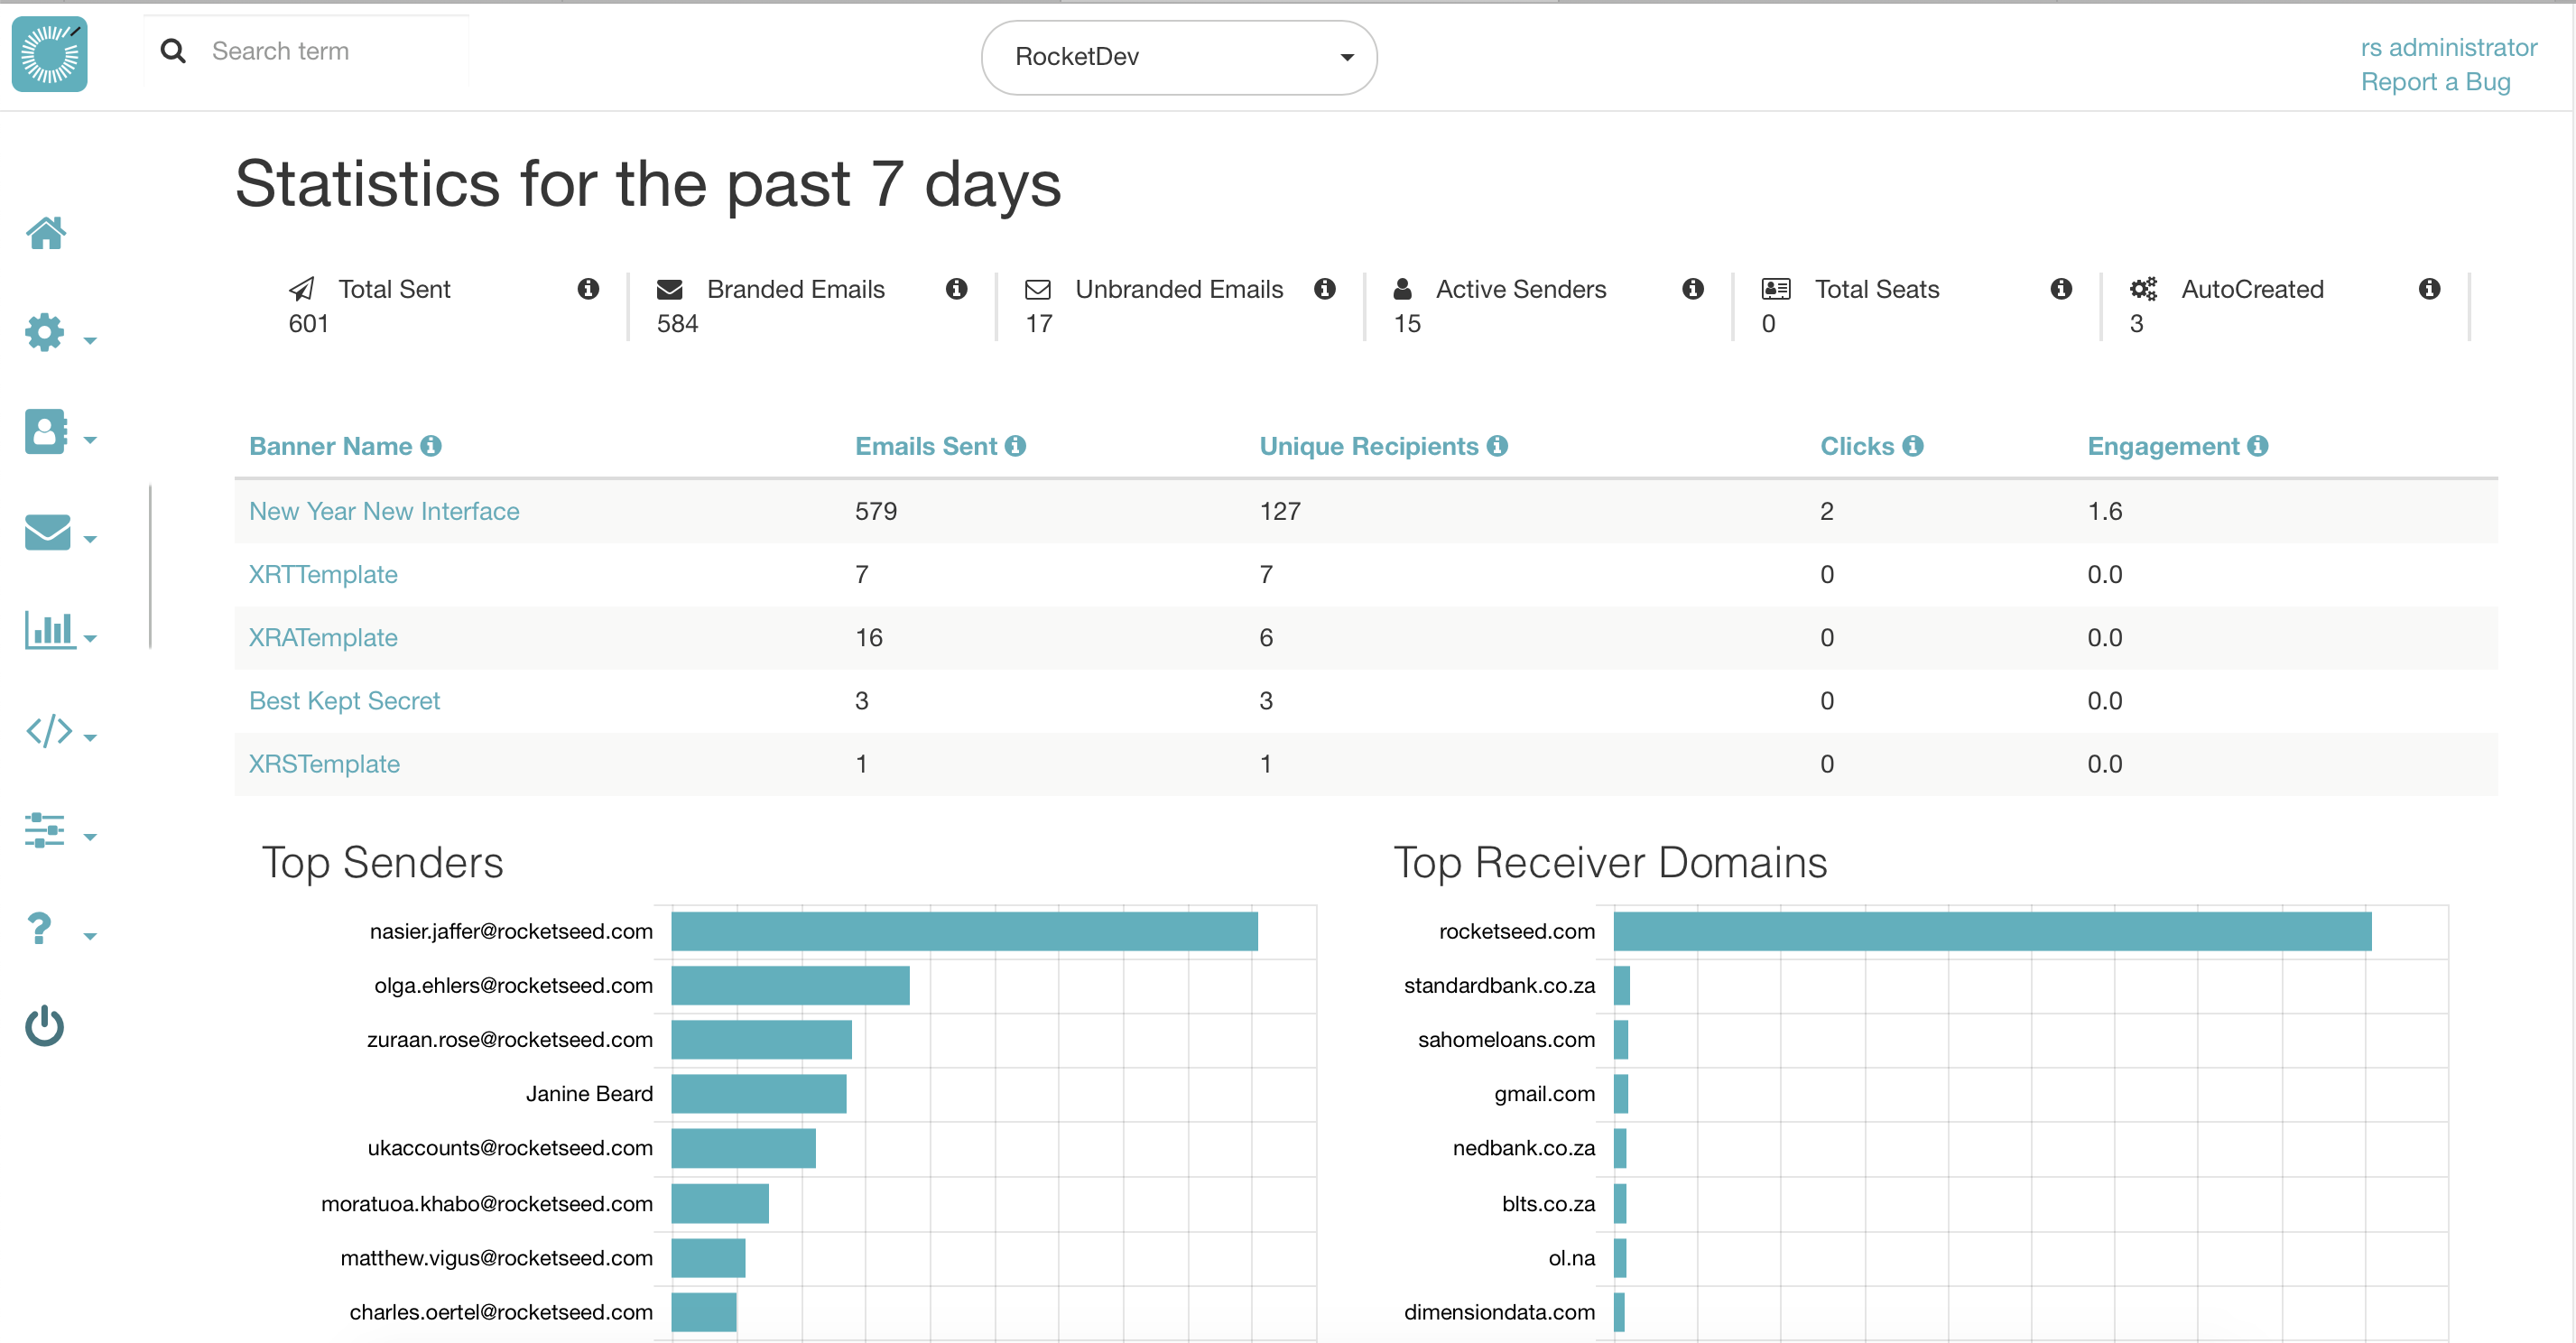 Search term
RocketDev
rs administrator
Report a Bug
Statistics for the past 7 days
Total Sent
601
Branded Emails
584
Unbranded Emails
17
Active Senders
15
Total Seats
0
AutoCreated
3
Banner Name Emails Sent Unique Recipients Clicks Engagement
New Year New Interface 579 127 2 1.6
XRTTemplate 7 7 0 0.0
XRATemplate 16 6 0 0.0
Best Kept Secret 3 3 0 0.0
XRSTemplate 1 1 0 0.0
Top Senders
nasier.jaffer@rocketseed.com
olga.ehlers@rocketseed.com
zuraan.rose@rocketseed.com
Janine Beard
ukaccounts@rocketseed.com
moratuoa.khabo@rocketseed.com
matthew.vigus@rocketseed.com
charles.oertel@rocketseed.com
Top Receiver Domains
rocketseed.com
standardbank.co.za
sahomeloans.com
gmail.com
nedbank.co.za
blts.co.za
ol.na
dimensiondata.com